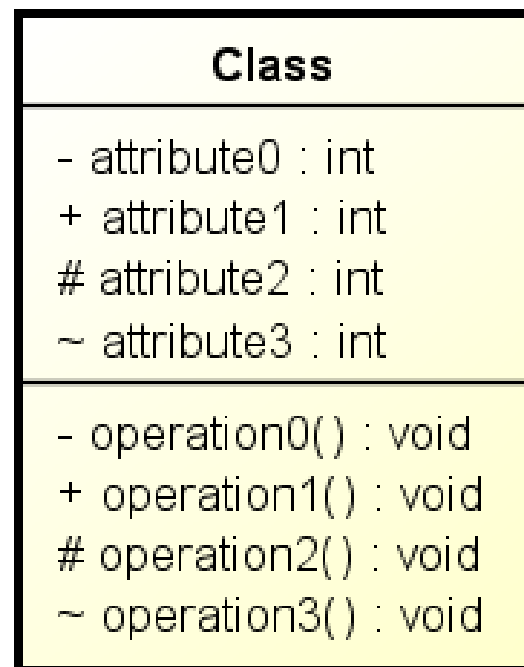 Class
- attribute0 : int
+ attribute1 : int
# attribute2 : int
~ attribute3 : int
- operation0() : void
+ operation1() : void
# operation2() : void
~ operation3() : void